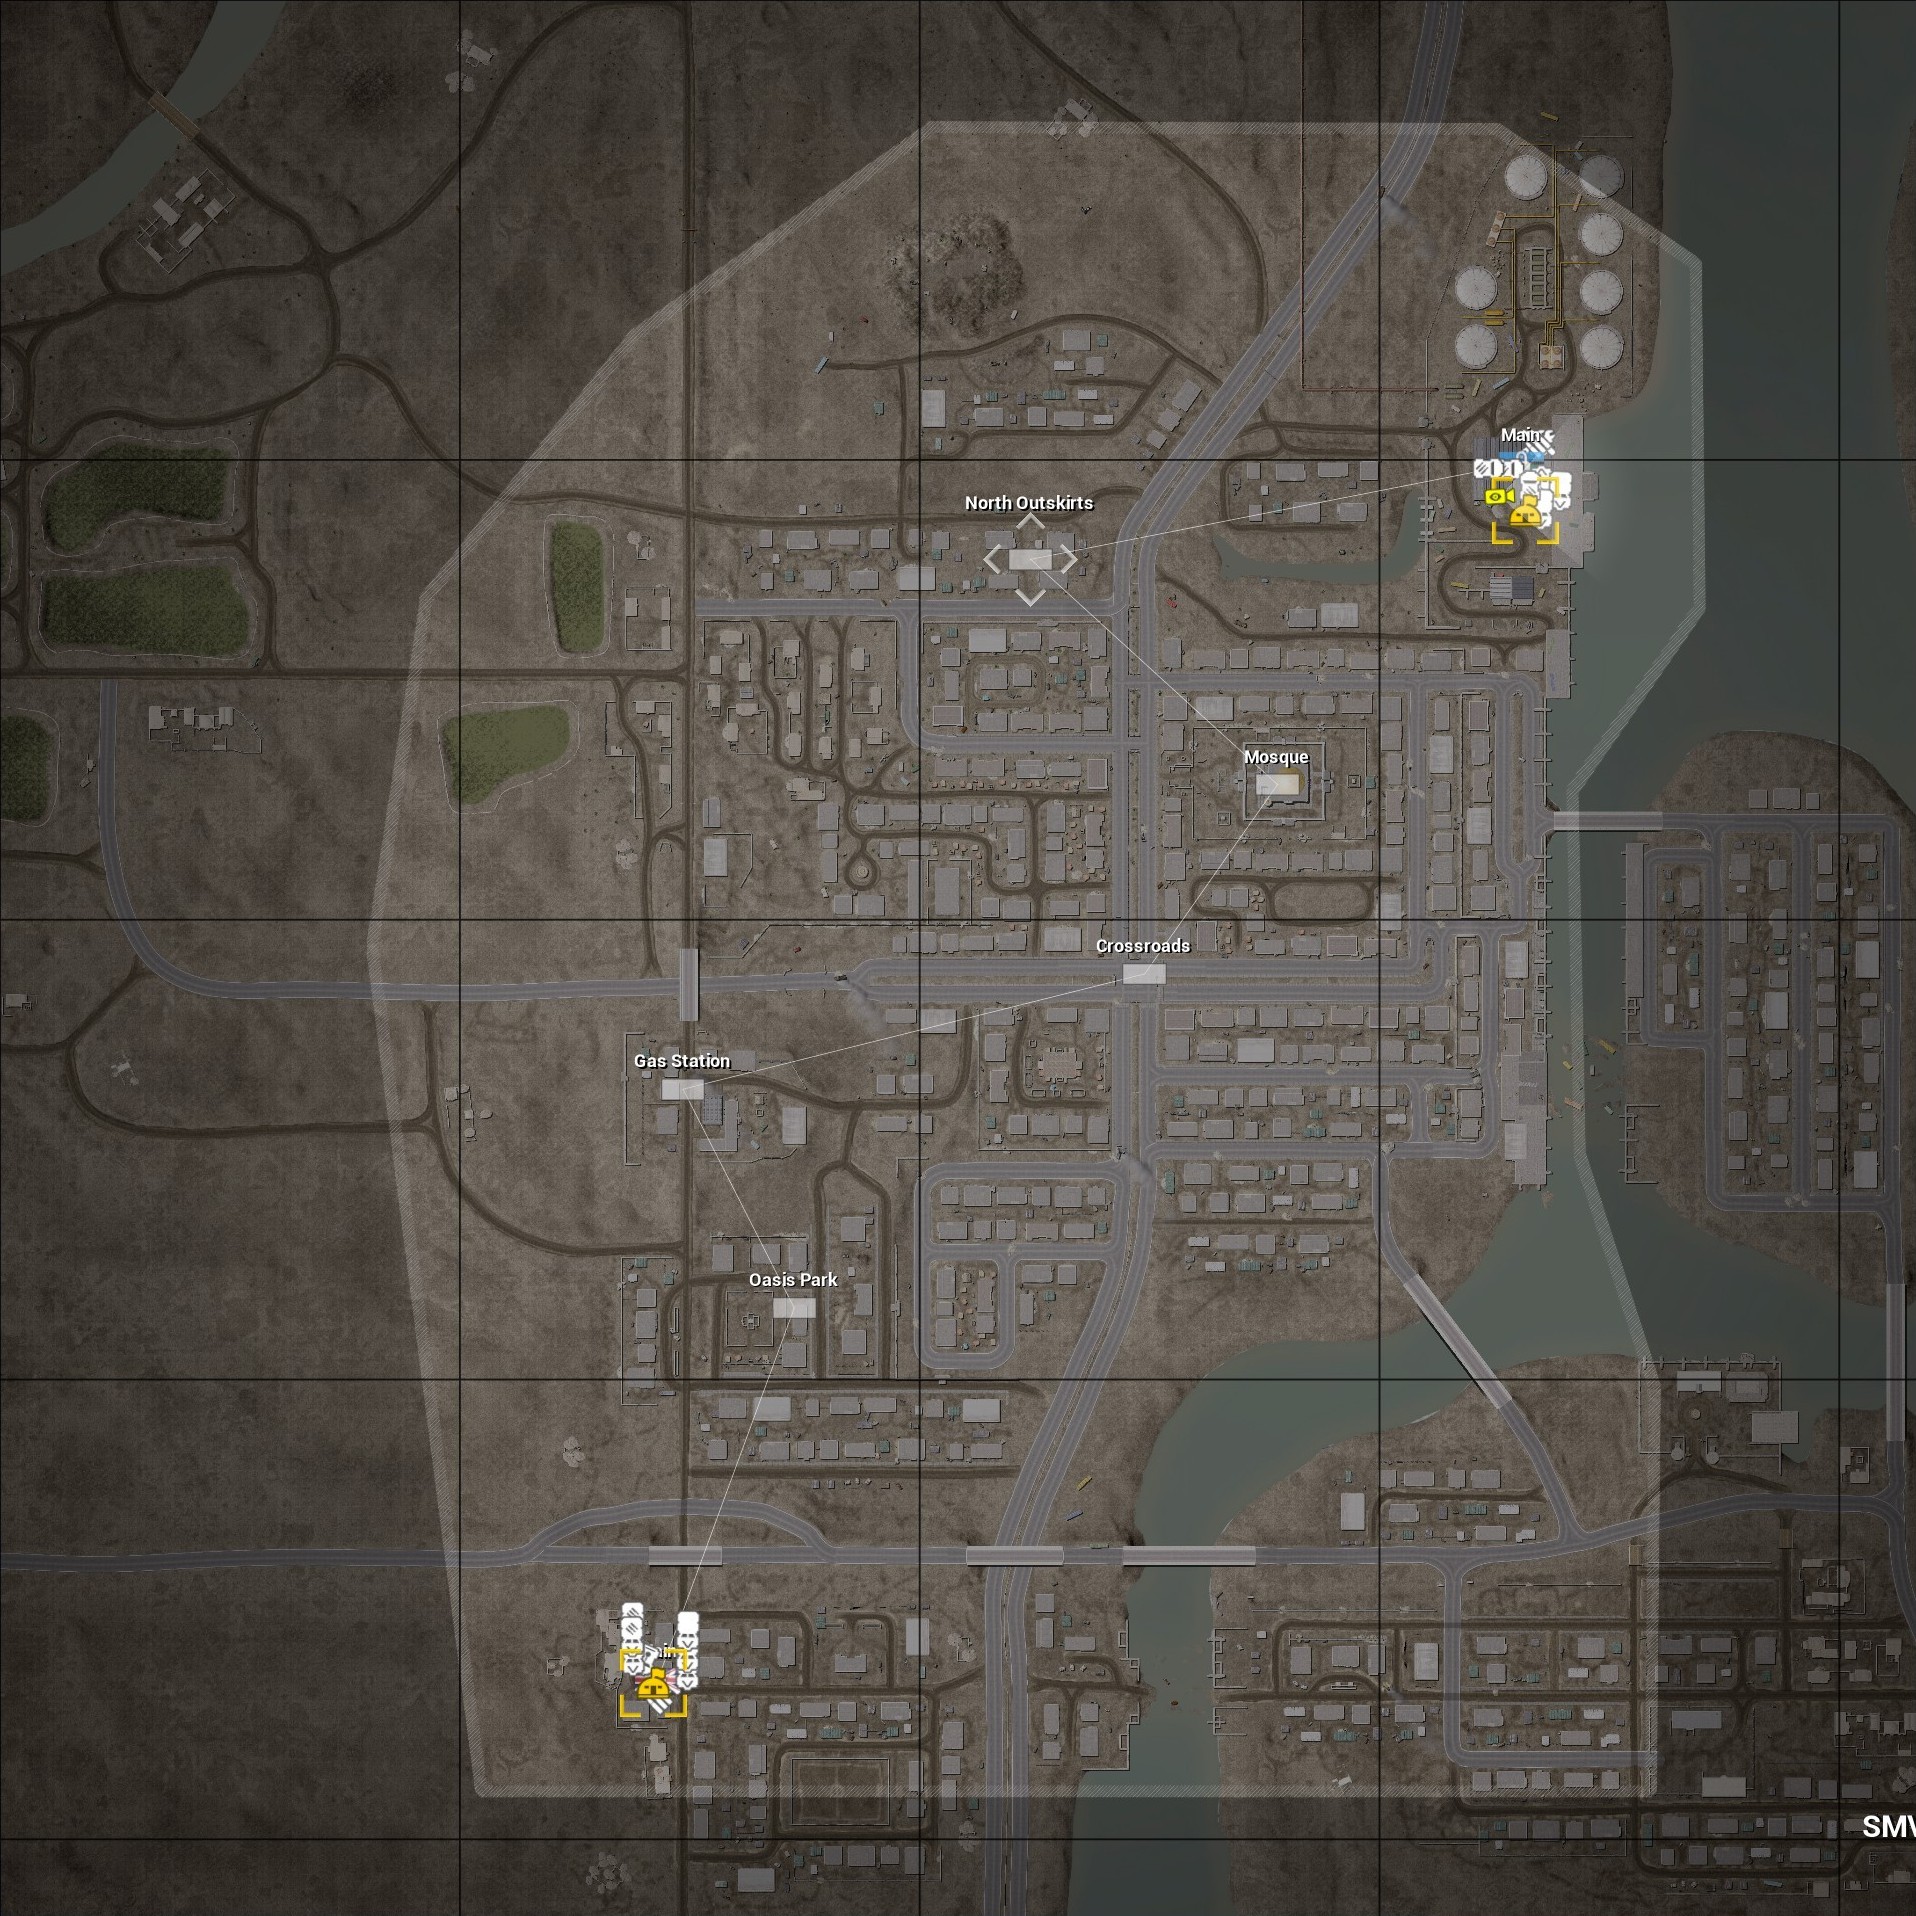 Main
North Outskirts
Mosque
Crossroads
Gas Station
Oasis Park
SMV